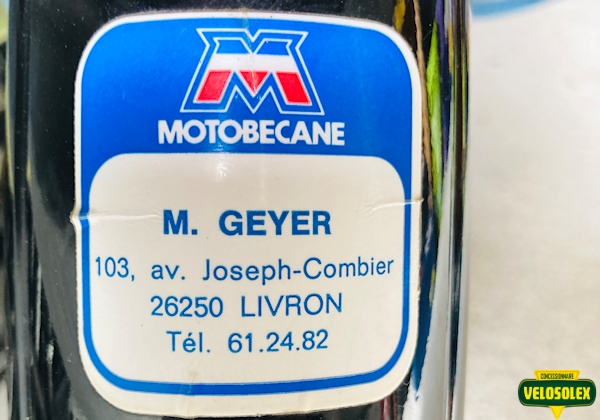 MOTOBECANE
M. GEYER
103, av. Joseph-Combier
26250 LIVRON
Tél. 61.24.82
CONCESSIONNAIRE
VELOSOLEX